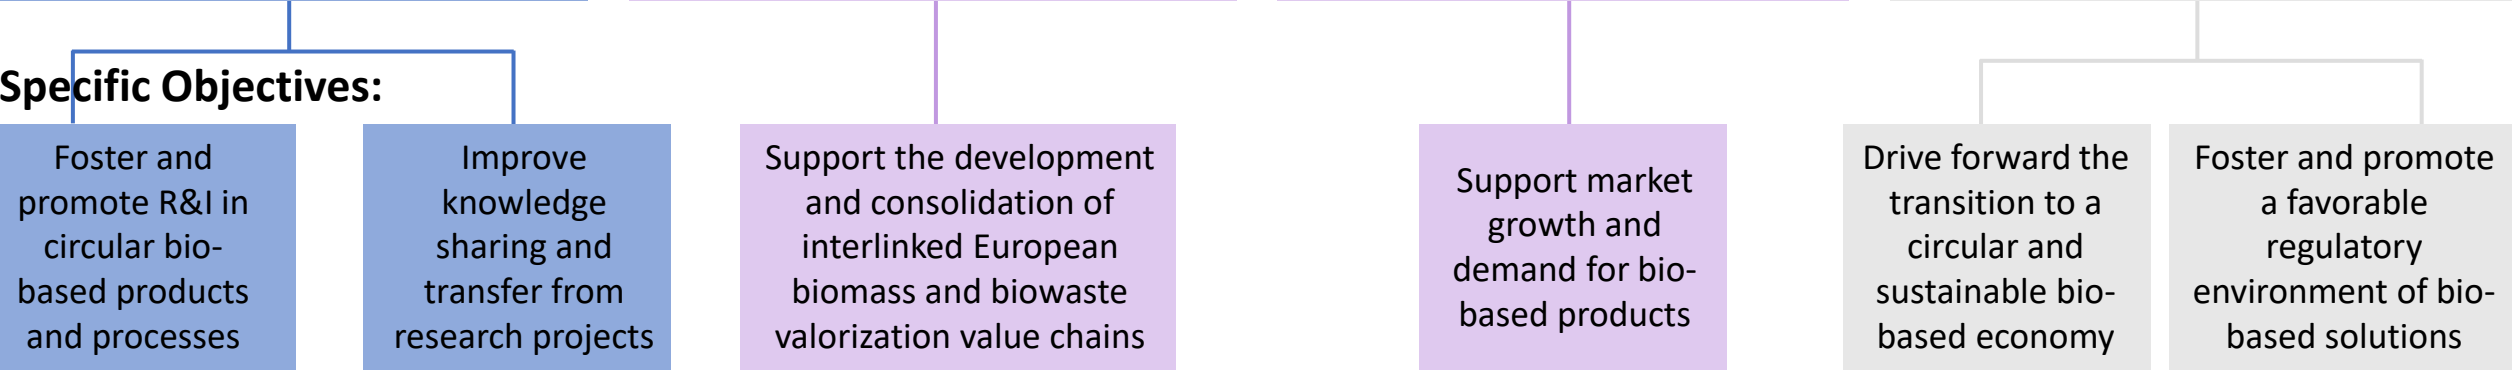 Specific Objectives:
Foster and
promote R&I in
circular bio-
based products
and processes
Improve
knowledge
sharing and
transfer from
research projects
Support the development
and consolidation of
interlinked European
biomass and biowaste
valorization value chains
Support market
growth and
demand for bio-
based products
Drive forward the
transition to a
circular and
sustainable bio-
based economy
Foster and promote
a favorable
regulatory
environment of bio-
based solutions